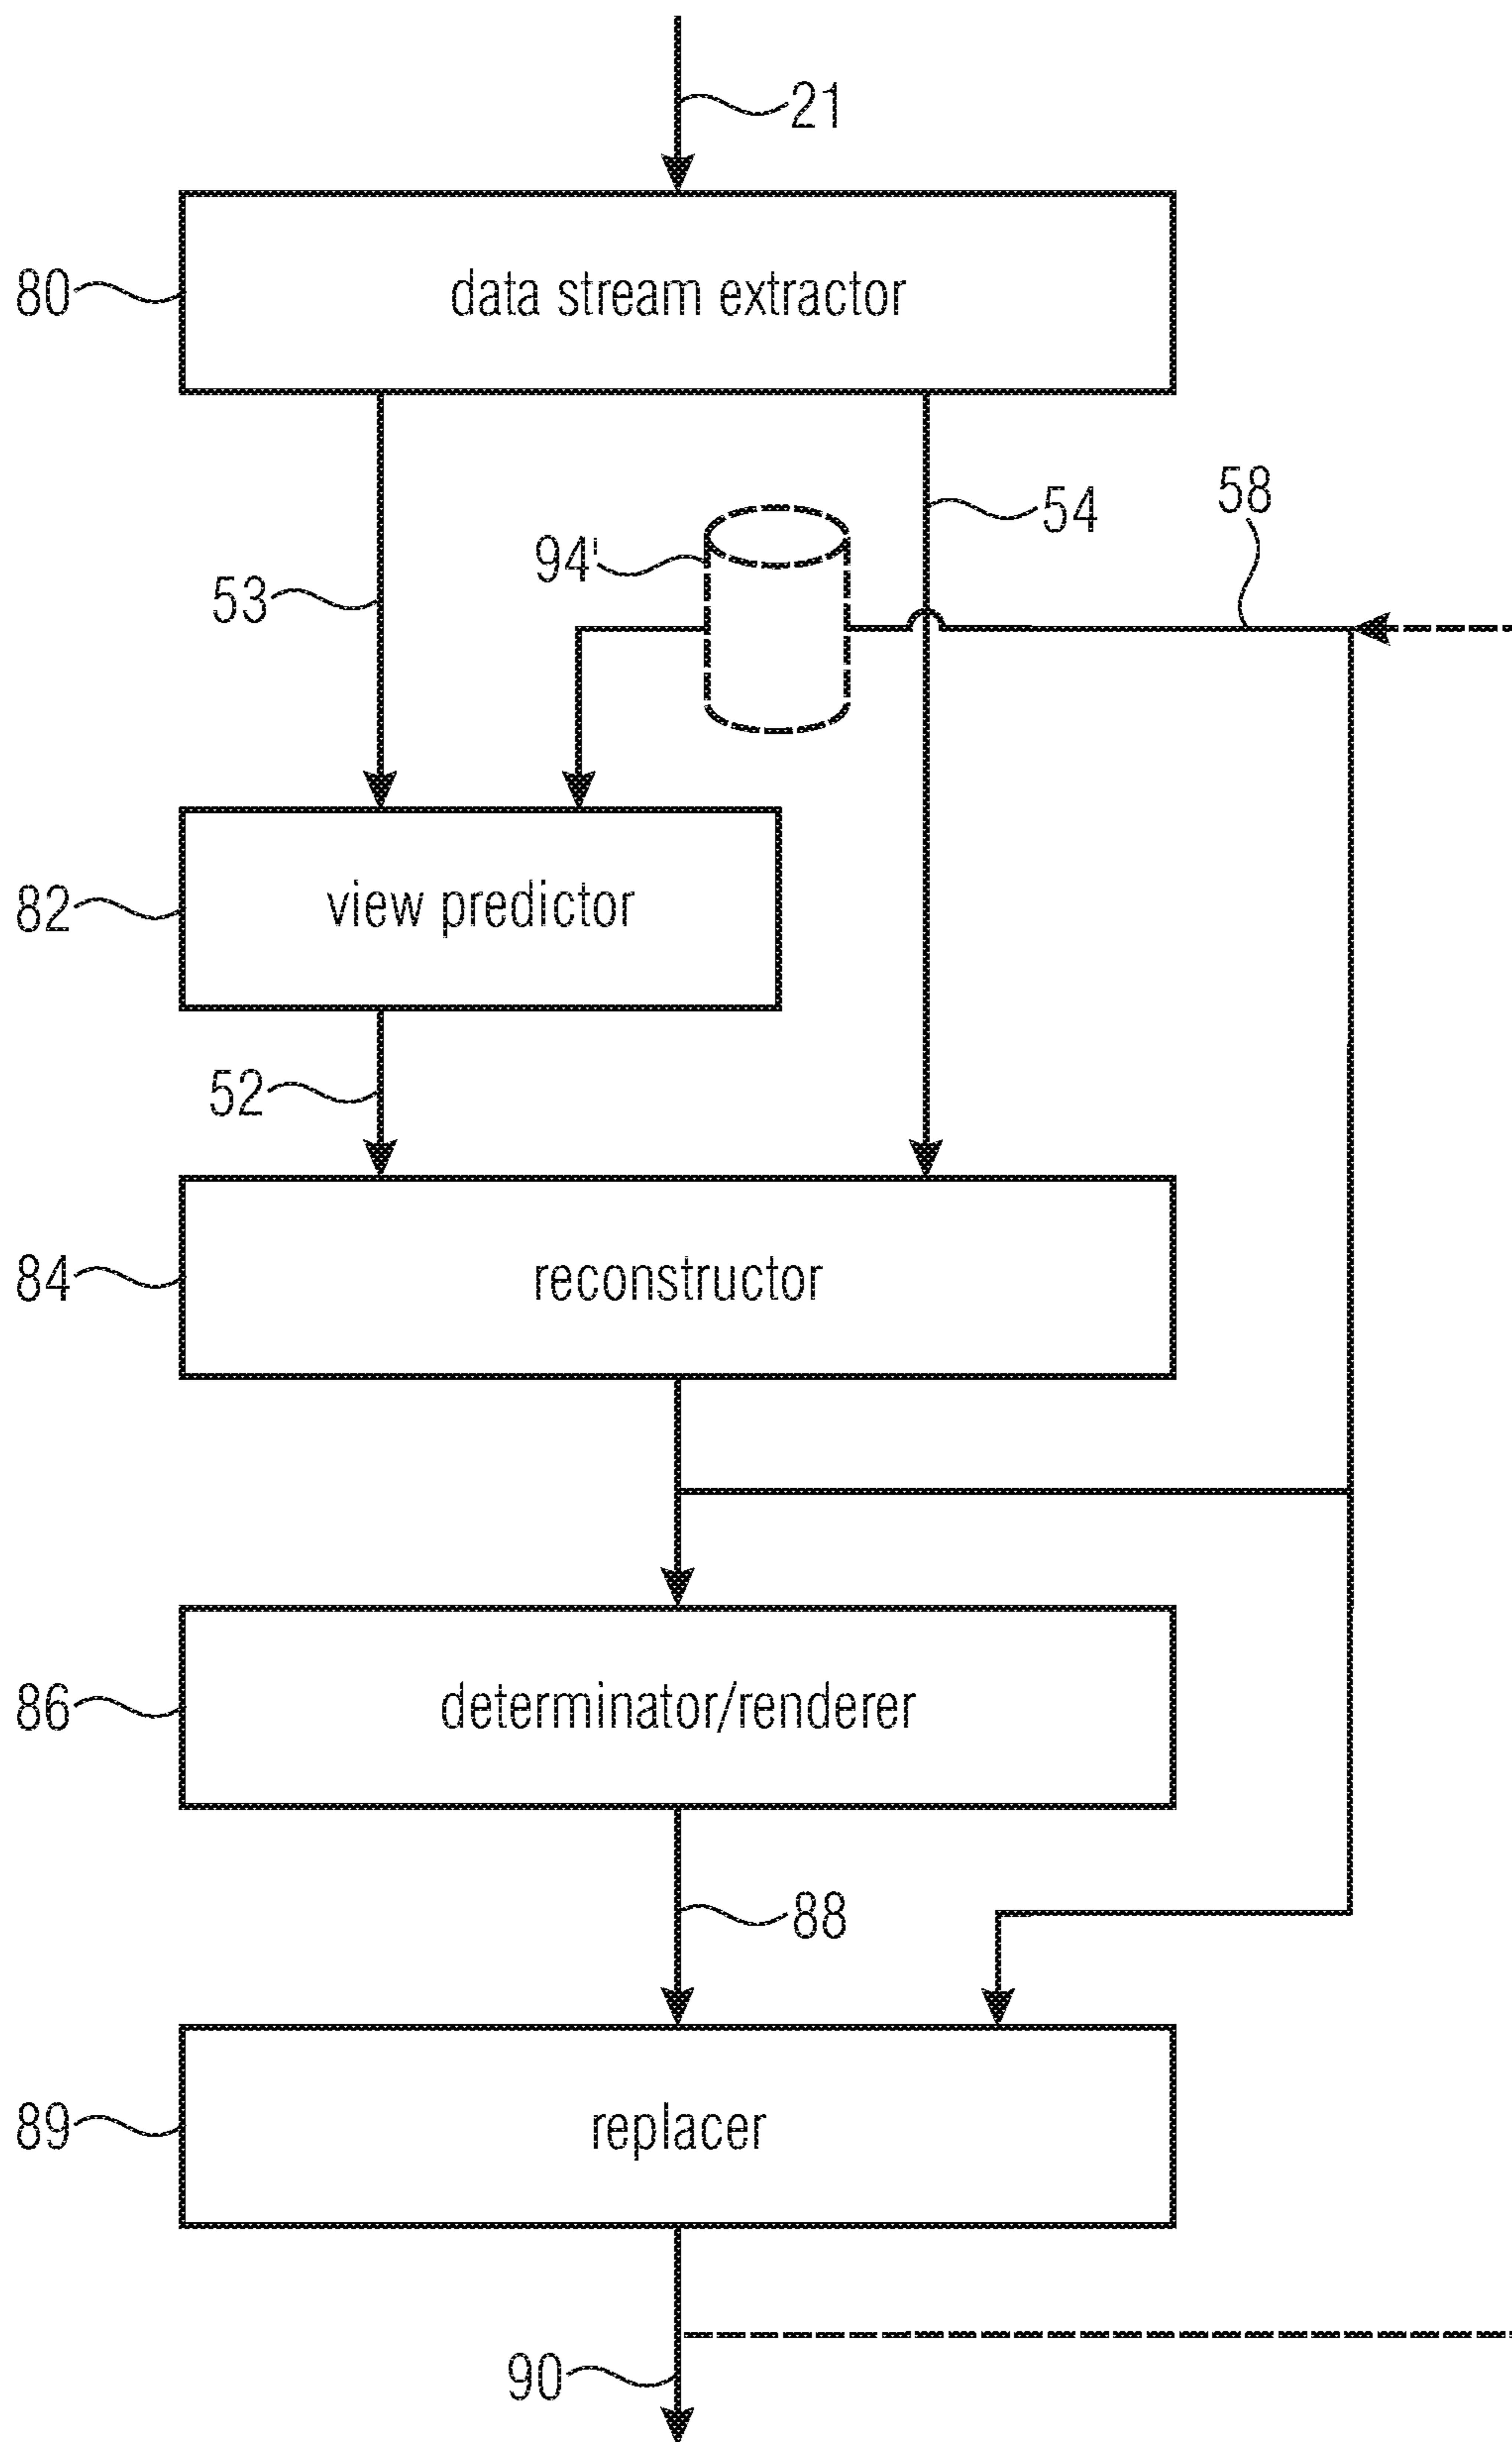 21
80
data stream extractor
54
58
94'
53
82
view predictor
52
84
reconstructor
86
determinator/renderer
88
89
replacer
90